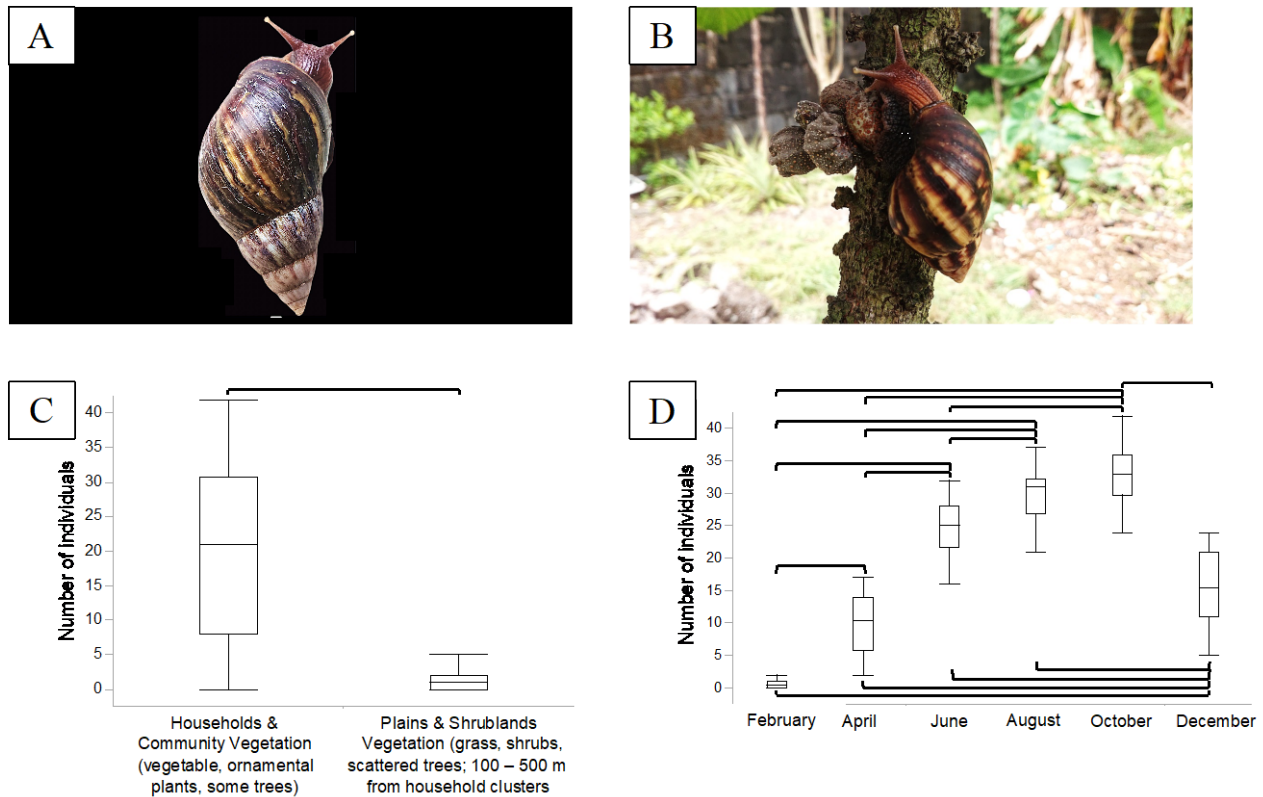 A
B
C
40
35
30
25
20
15
10
5
0
Number of individuals
Households &
Community Vegetation
(vegetable, ornamental
plants, some trees)
Plains & Shrublands
Vegetation (grass, shrubs,
scattered trees; 100 – 500 m
from household clusters
D
40
35
30
25
20
15
10
5
0
Number of individuals
February
April
June
August
October
December